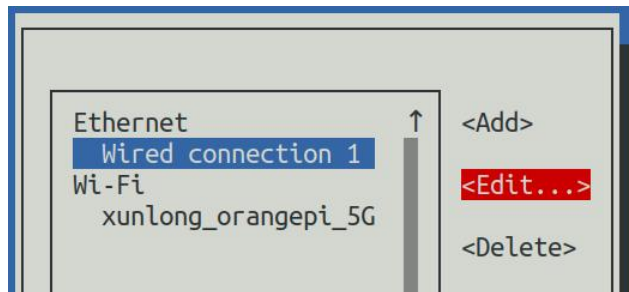 Ethernet ↑
Wired connection 1
Wi-Fi
xunlong_orangepi_5G
<Add>
<Edit...>
<Delete>